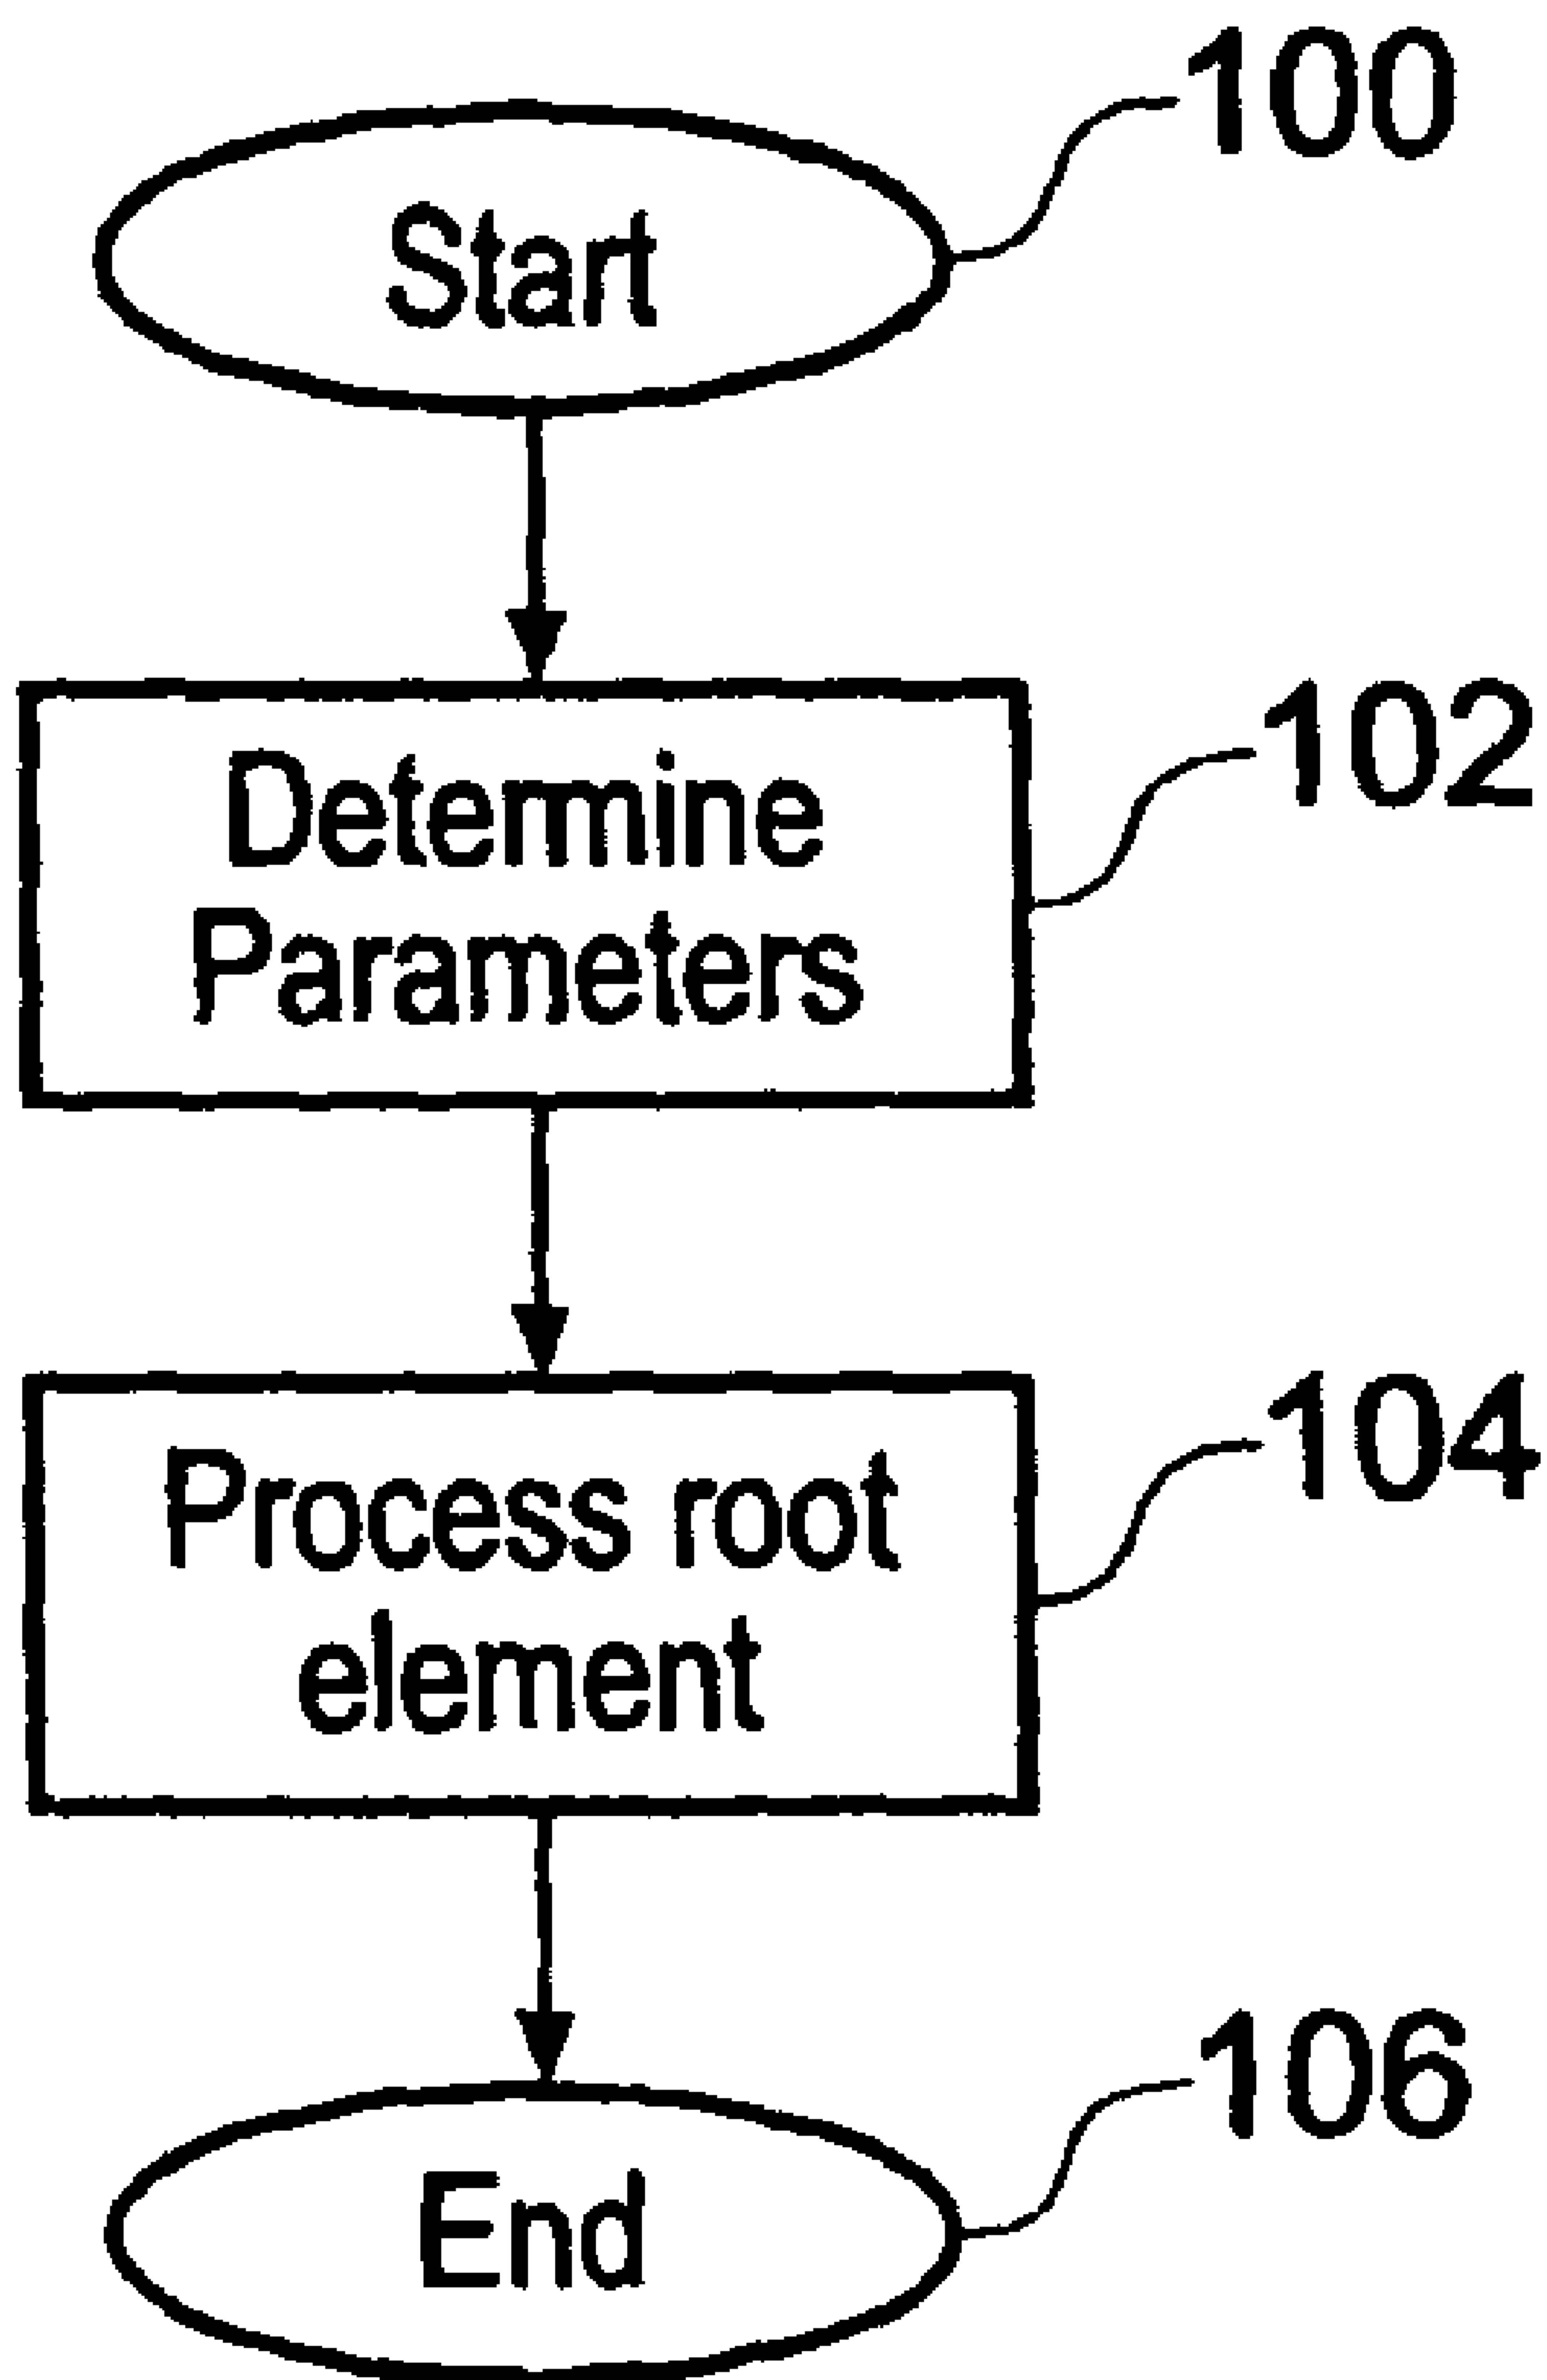 100
Start
102
Determine
Parameters
104
Process root
element
106
End